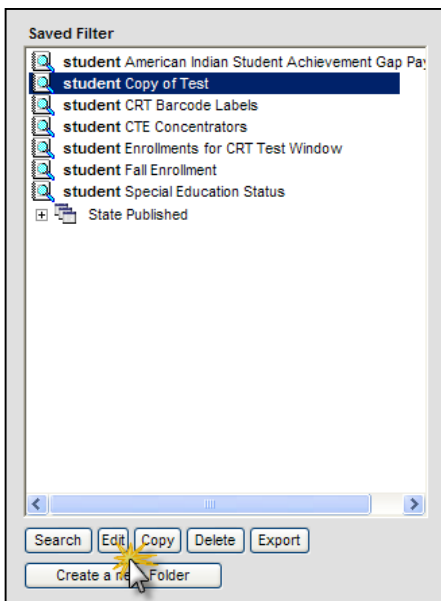 Saved Filter
student American Indian Student Achievement Gap Pay
student Copy of Test
student CRT Barcode Labels
student CTE Concentrators
student Enrollments for CRT Test Window
student Fall Enrollment
student Special Education Status
State Published
Search Edit Copy Delete Export
Create a new Folder